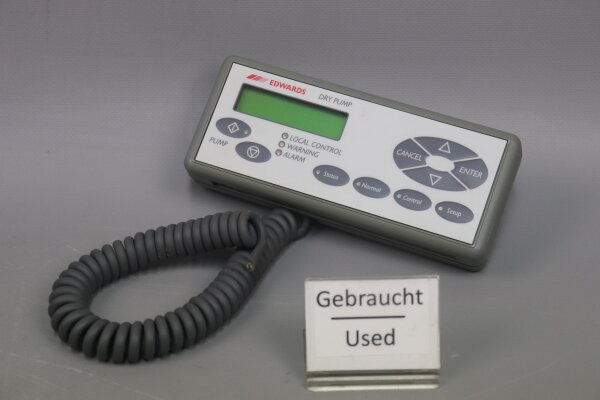 EDWARDS
DRY PUMP
PUMP
LOCAL CONTROL
WARNING
ALARM
CANCEL
ENTER
Status
Normal
Control
Setup
Gebraucht
Used